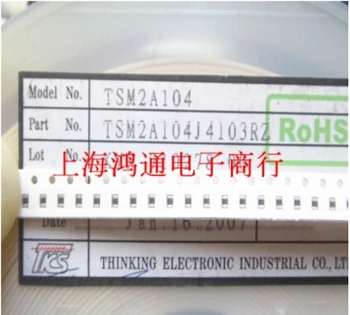 Model No. TSM2A104
Part No. TSM2A104J4103RZ
RoHS
Lot No.
上海鸿通电子商行
Date Jan.16.2007
TKS THINKING ELECTRONIC INDUSTRIAL CO., LT